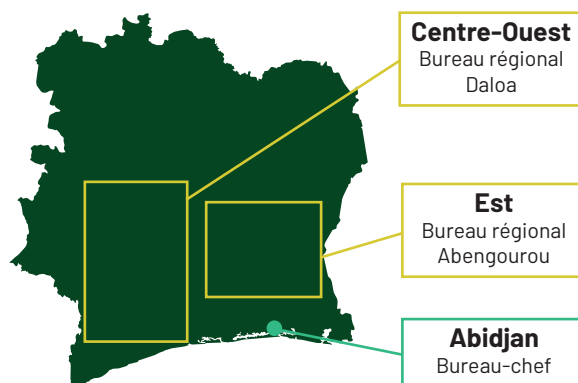 Centre-Ouest
Bureau régional
Daloa
Est
Bureau régional
Abengourou
Abidjan
Bureau-chef